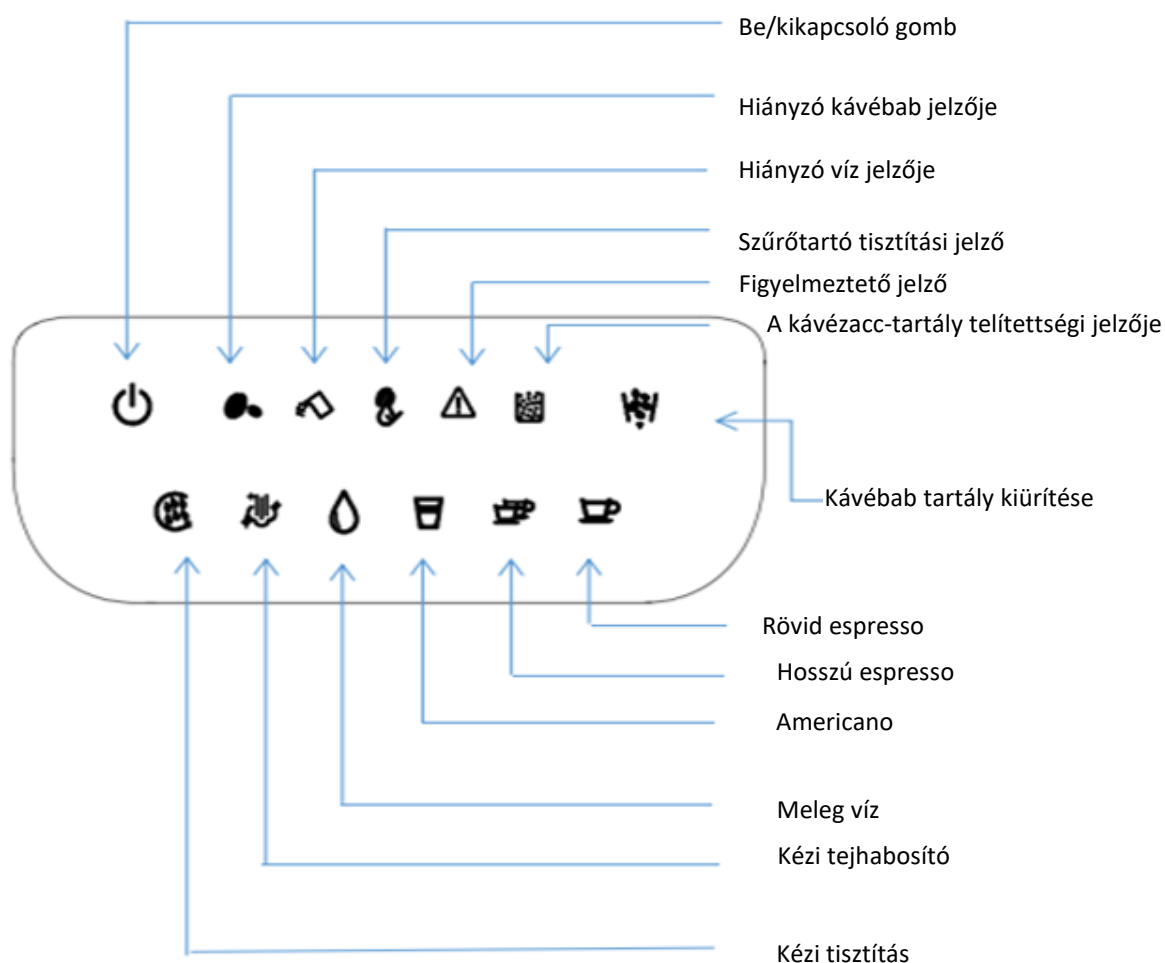 Be/kikapcsoló gomb
Hiányzó kávébab jelzője
Hiányzó víz jelzője
Szűrőtartó tisztítási jelző
Figyelmeztető jelző
A kávézacc-tartály telítettségi jelzője
Kávébab tartály kiürítése
Rövid espresso
Hosszú espresso
Americano
Meleg víz
Kézi tejhabosító
Kézi tisztítás